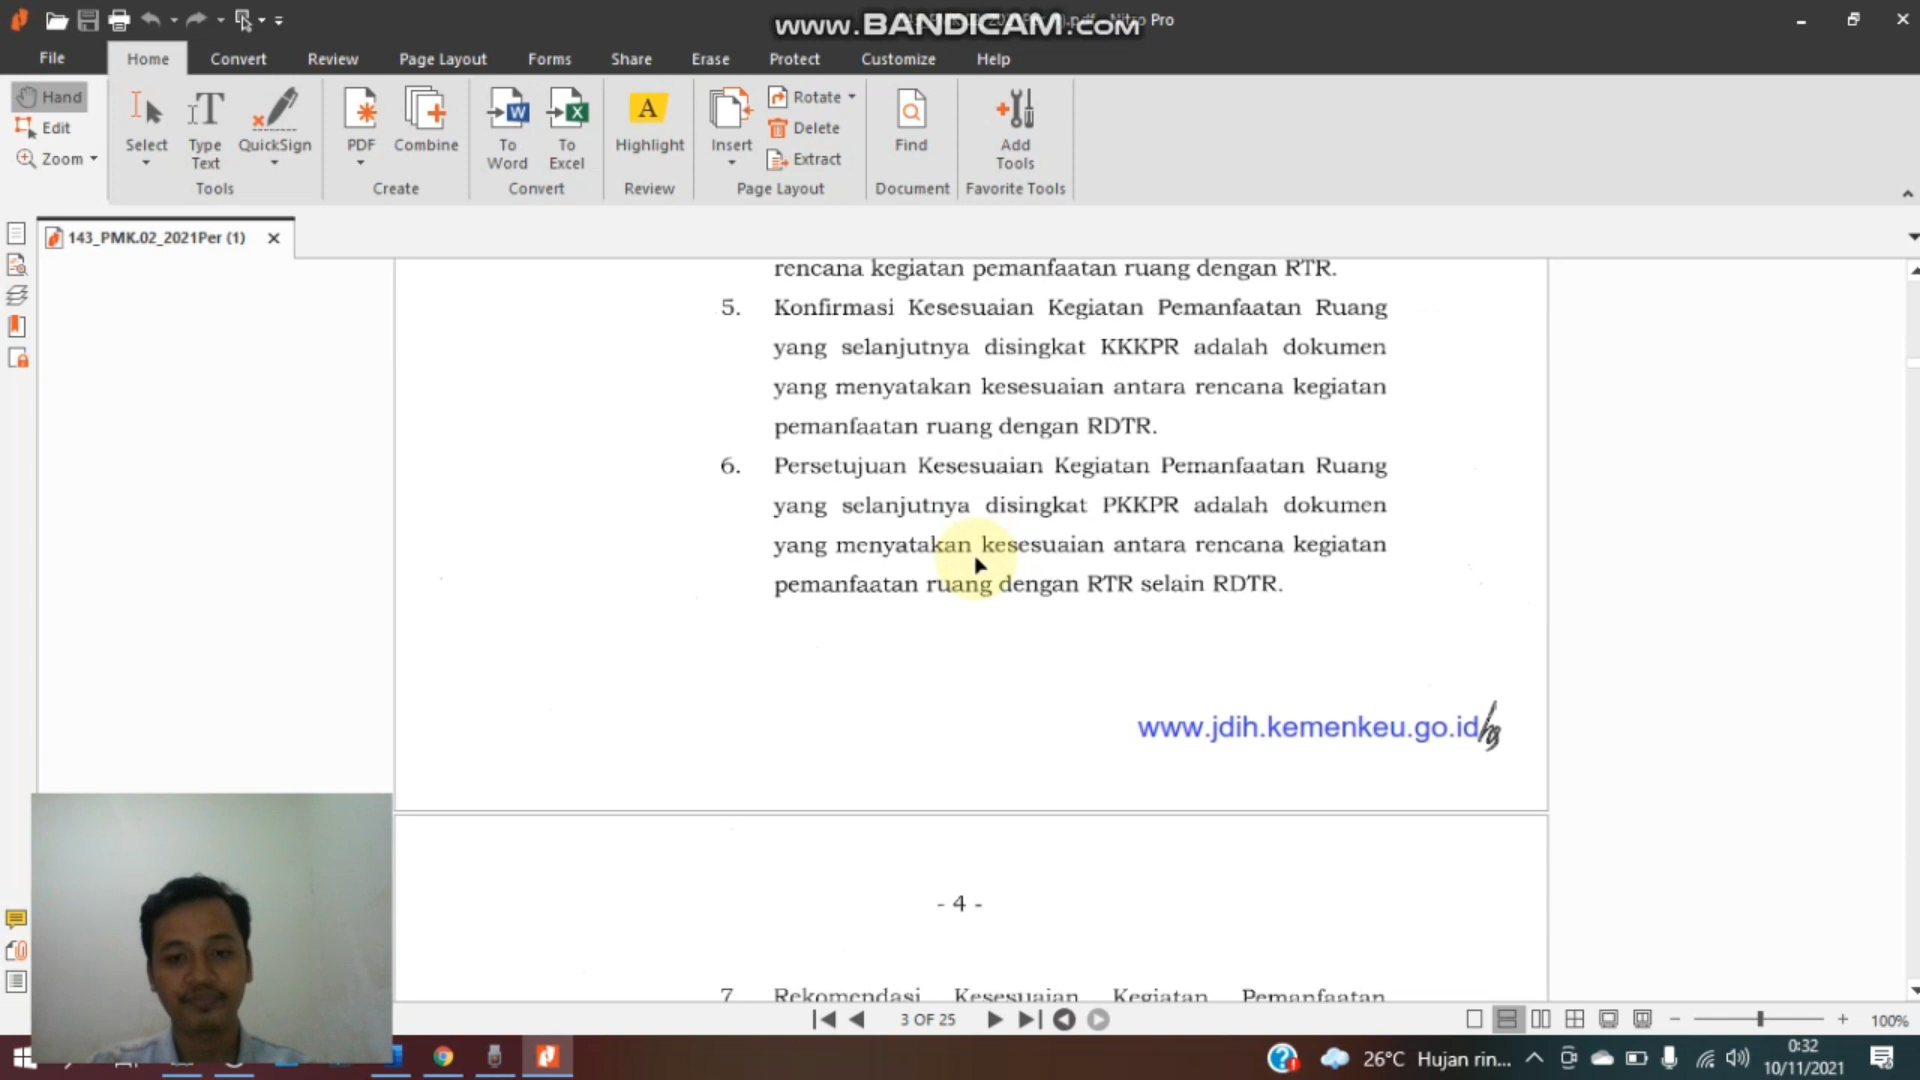 www.BANDICAM.com
Nitro Pro
File Home Convert Review Page Layout Forms Share Erase Protect Customize Help
Hand
Edit
Zoom
Select
Type Text
QuickSign
Tools
PDF
Combine
Create
To Word
To Excel
Convert
Highlight
Review
Insert
Rotate
Delete
Extract
Page Layout
Find
Document
Add Tools
Favorite Tools
143_PMK.02_2021Per (1)
rencana kegiatan pemanfaatan ruang dengan RTR.
5. Konfirmasi Kesesuaian Kegiatan Pemanfaatan Ruang
yang selanjutnya disingkat KKKPR adalah dokumen
yang menyatakan kesesuaian antara rencana kegiatan
pemanfaatan ruang dengan RDTR.
6. Persetujuan Kesesuaian Kegiatan Pemanfaatan Ruang
yang selanjutnya disingkat PKKPR adalah dokumen
yang menyatakan kesesuaian antara rencana kegiatan
pemanfaatan ruang dengan RTR selain RDTR.
www.jdih.kemenkeu.go.id
- 4 -
7 Rekomendasi Kesesuaian Kegiatan Pemanfaatan
3 OF 25
100%
26°C Hujan rin...
0:32
10/11/2021